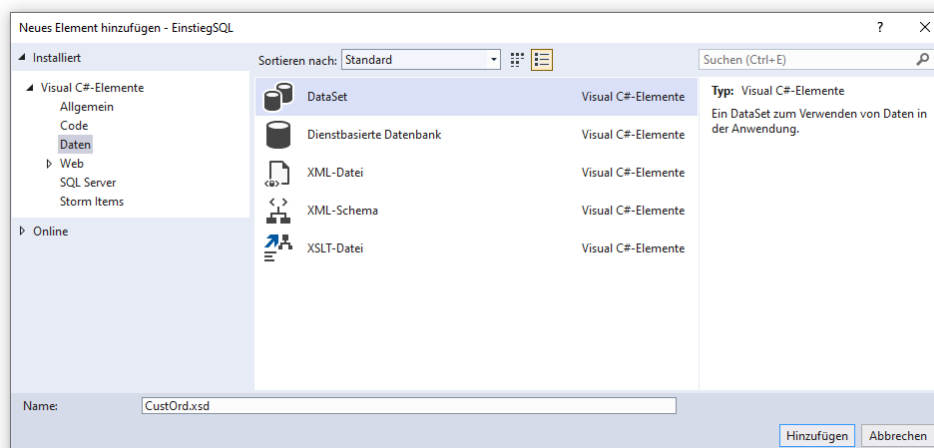 Neues Element hinzufügen - EinstiegSQL
?
Installiert
Sortieren nach: Standard
Suchen (Ctrl+E)
Visual C#-Elemente
Allgemein
Code
Daten
Web
SQL Server
Storm Items
Online
DataSet Visual C#-Elemente
Dienstbasierte Datenbank Visual C#-Elemente
XML-Datei Visual C#-Elemente
XML-Schema Visual C#-Elemente
XSLT-Datei Visual C#-Elemente
Typ: Visual C#-Elemente
Ein DataSet zum Verwenden von Daten in
der Anwendung.
Name: CustOrd.xsd
Hinzufügen Abbrechen